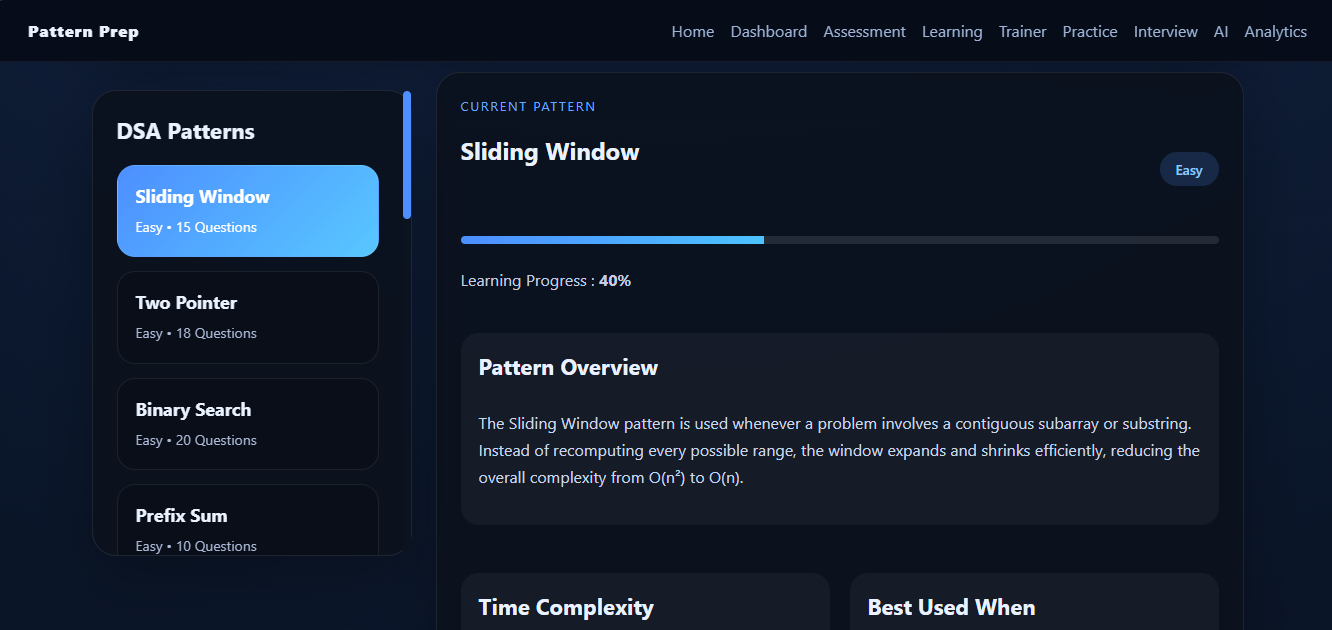 Pattern Prep
Home Dashboard Assessment Learning Trainer Practice Interview AI Analytics
DSA Patterns
Sliding Window
Easy • 15 Questions
Two Pointer
Easy • 18 Questions
Binary Search
Easy • 20 Questions
Prefix Sum
Easy • 10 Questions
CURRENT PATTERN
Sliding Window
Easy
Learning Progress : 40%
Pattern Overview
The Sliding Window pattern is used whenever a problem involves a contiguous subarray or substring.
Instead of recomputing every possible range, the window expands and shrinks efficiently, reducing the
overall complexity from O(n²) to O(n).
Time Complexity
Best Used When